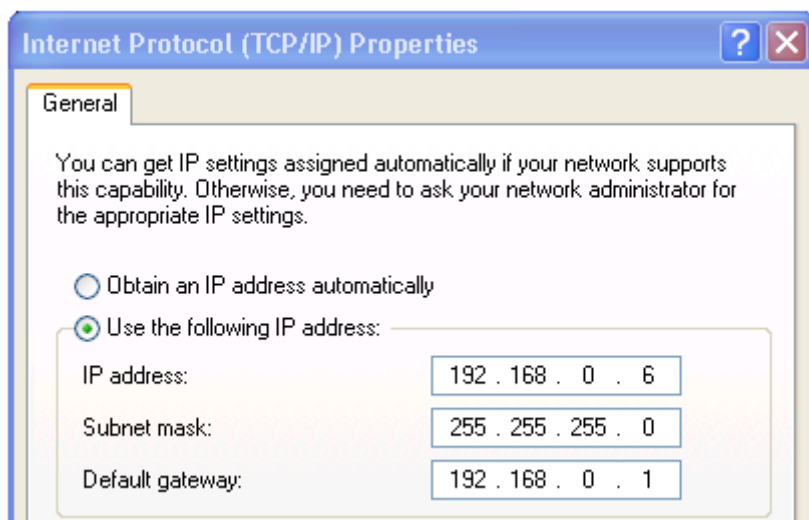 Internet Protocol (TCP/IP) Properties
General
You can get IP settings assigned automatically if your network supports
this capability. Otherwise, you need to ask your network administrator for
the appropriate IP settings.
Obtain an IP address automatically
Use the following IP address:
IP address: 192 . 168 . 0 . 6
Subnet mask: 255 . 255 . 255 . 0
Default gateway: 192 . 168 . 0 . 1